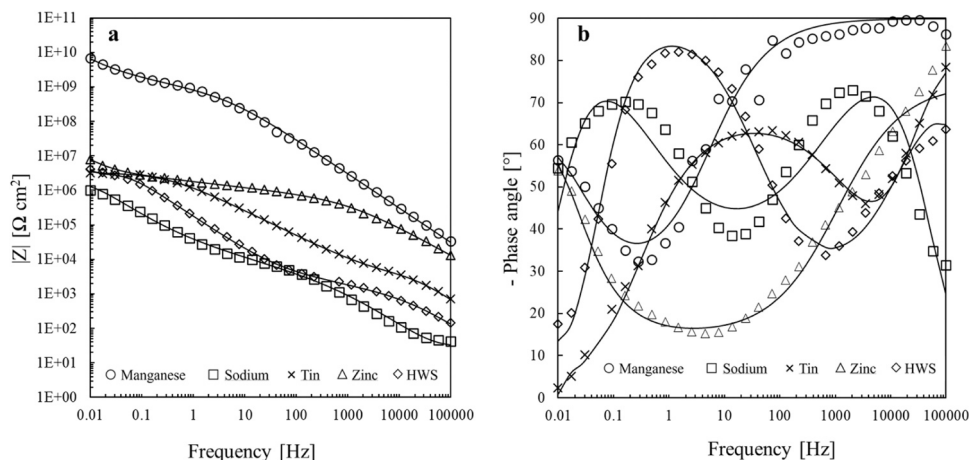 a
|Z| [Ω cm²]
1E+11
1E+10
1E+09
1E+08
1E+07
1E+06
1E+05
1E+04
1E+03
1E+02
1E+01
1E+00
Manganese Sodium Tin Zinc HWS
0.01 0.1 1 10 100 1000 10000 100000
Frequency [Hz]
b
- Phase angle [°]
90
80
70
60
50
40
30
20
10
0
Manganese Sodium Tin Zinc HWS
0.01 0.1 1 10 100 1000 10000 100000
Frequency [Hz]